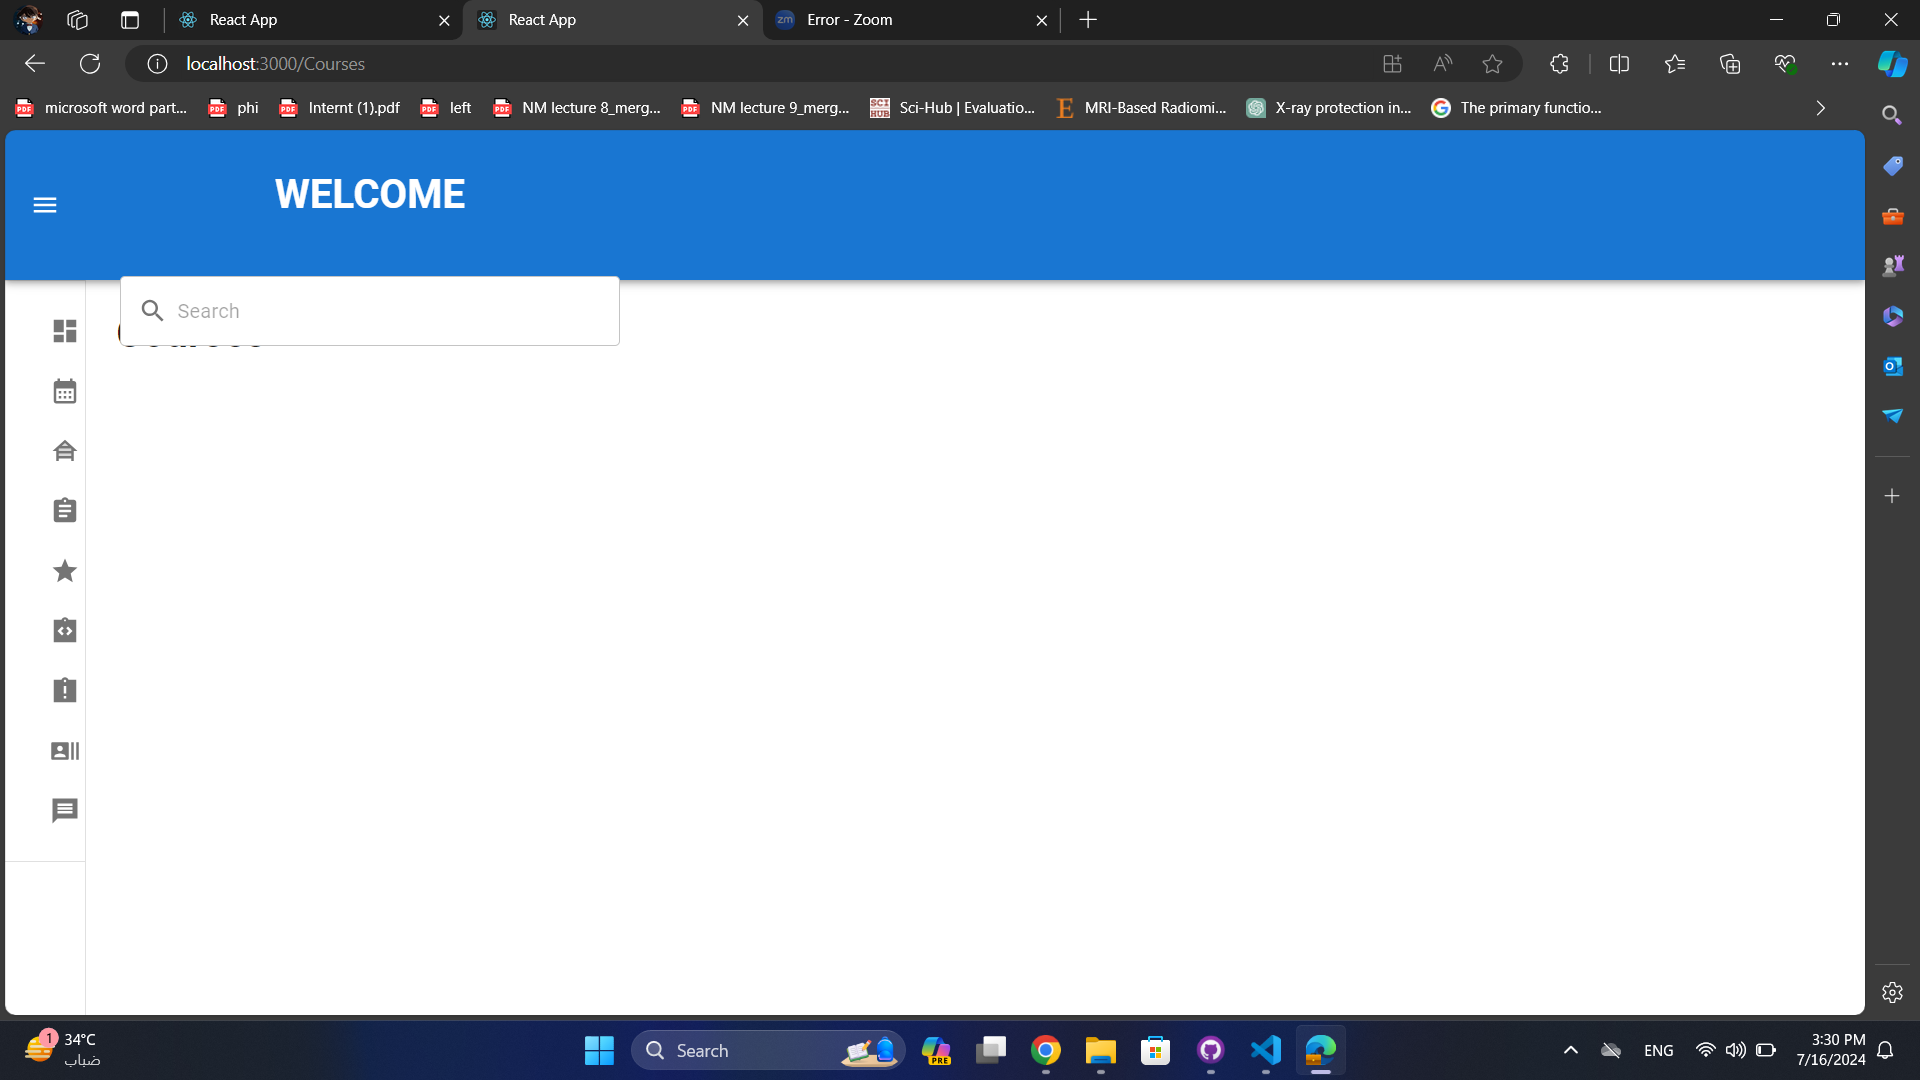 React App
React App
Error - Zoom
localhost:3000/Courses
microsoft word part...
phi
Internt (1).pdf
left
NM lecture 8_merg...
NM lecture 9_merg...
Sci-Hub | Evaluatio...
MRI-Based Radiomi...
X-ray protection in...
The primary functio...
WELCOME
Search
1
34°C
ضباب
Search
PRE
ENG
3:30 PM
7/16/2024